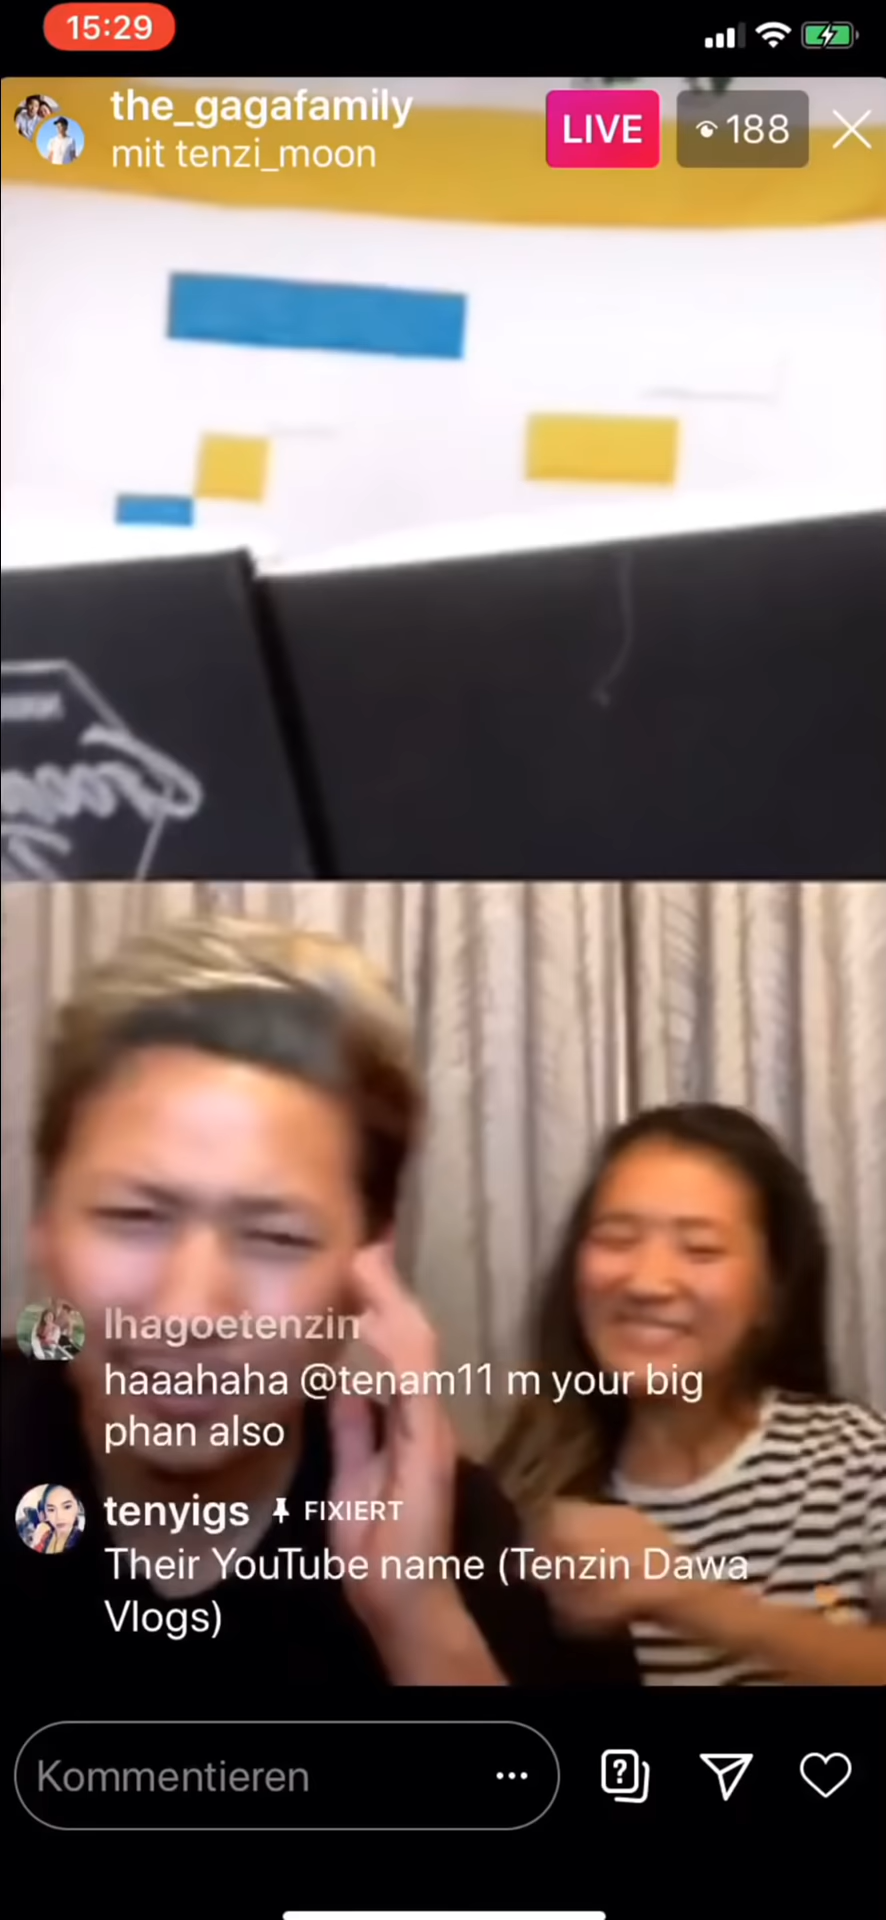 15:29
the_gagafamily
mit tenzi_moon
LIVE
188
lhagoetenzin
haaahaha @tenam11 m your big
phan also
tenyigs FIXIERT
Their YouTube name (Tenzin Dawa
Vlogs)
Kommentieren